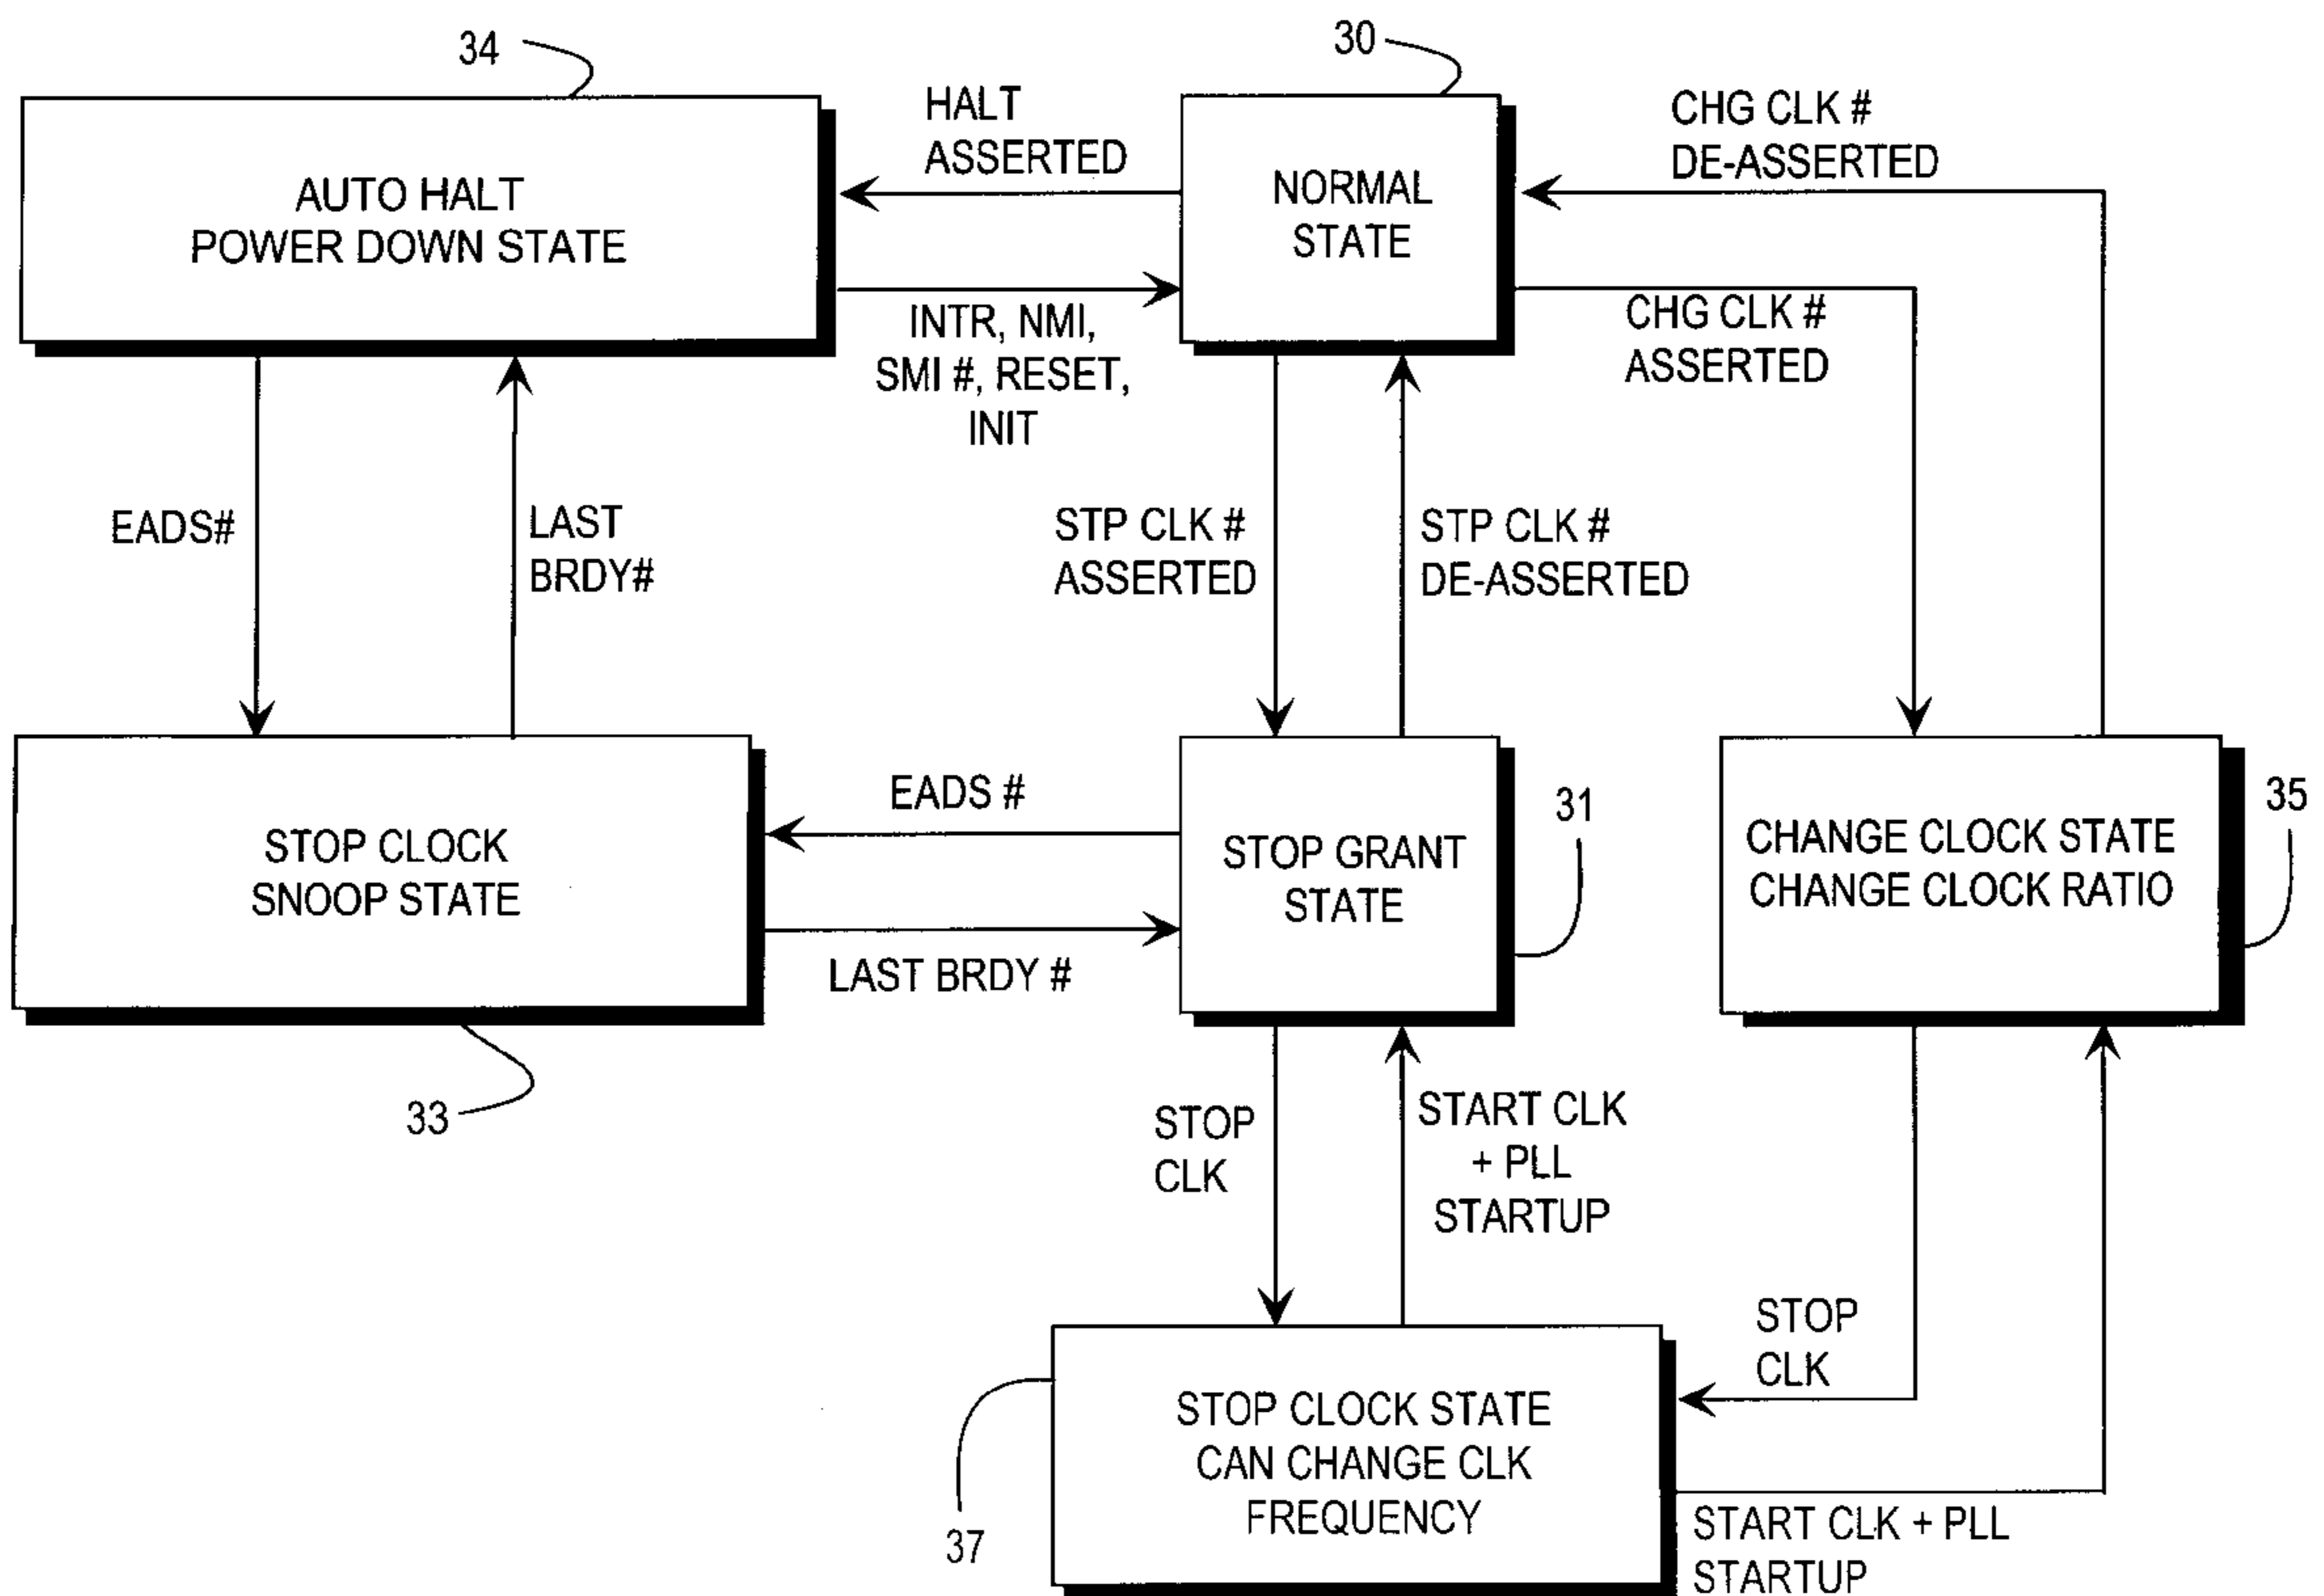 34
30
HALT
ASSERTED
CHG CLK #
DE-ASSERTED
AUTO HALT
POWER DOWN STATE
NORMAL
STATE
INTR, NMI,
SMI #, RESET,
INIT
CHG CLK #
ASSERTED
EADS#
LAST
BRDY#
STP CLK #
ASSERTED
STP CLK #
DE-ASSERTED
STOP CLOCK
SNOOP STATE
EADS #
LAST BRDY #
STOP GRANT
STATE
31
CHANGE CLOCK STATE
CHANGE CLOCK RATIO
35
33
STOP
CLK
START CLK
+ PLL
STARTUP
STOP
CLK
STOP CLOCK STATE
CAN CHANGE CLK
FREQUENCY
37
START CLK + PLL
STARTUP